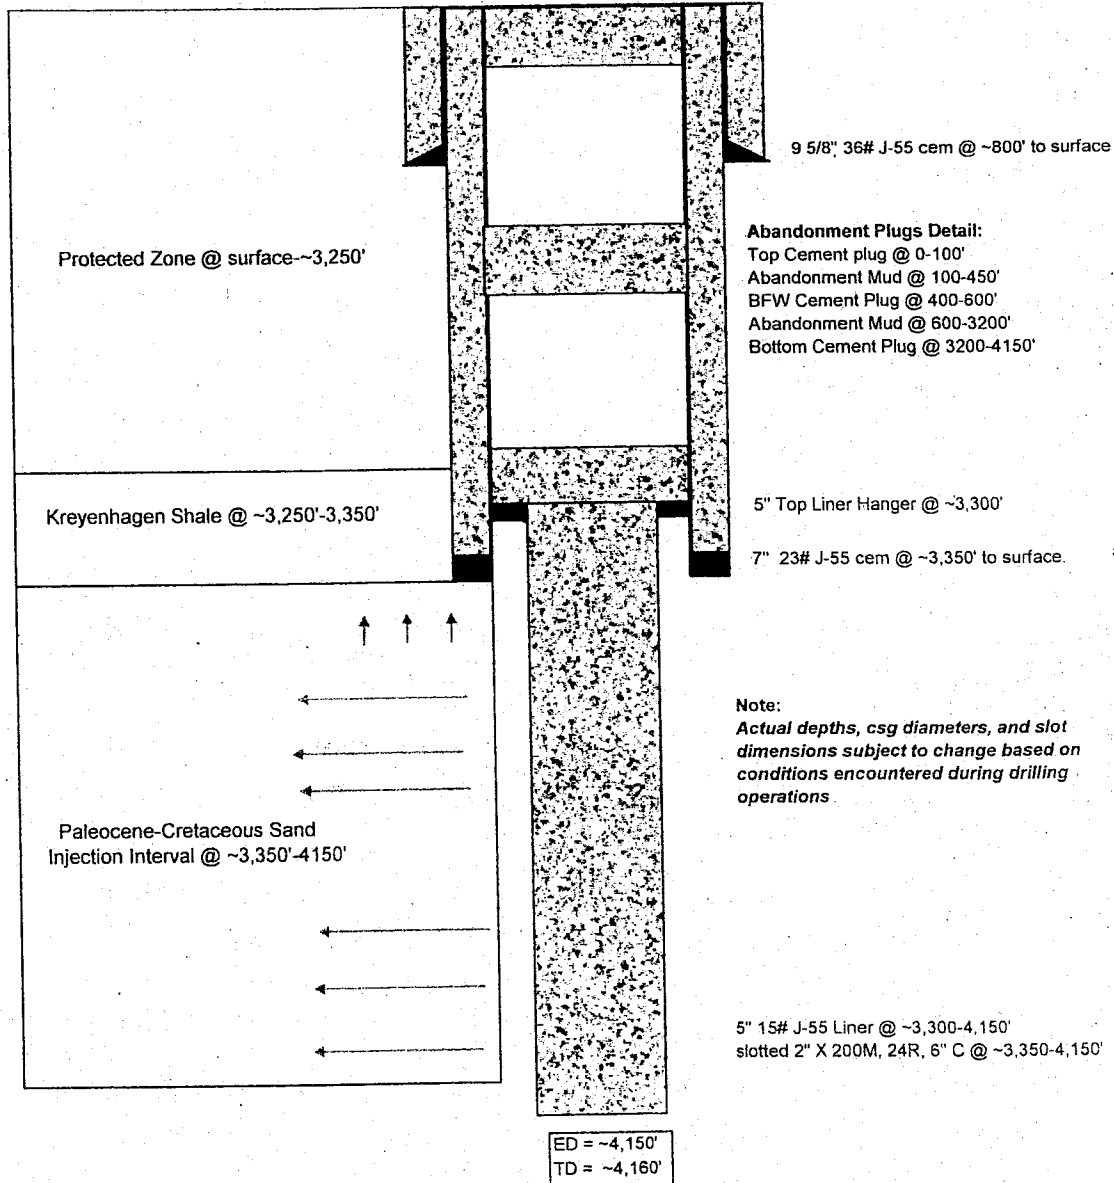 9 5/8", 36# J-55 cem @ ~800' to surface
Protected Zone @ surface-~3,250'
Abandonment Plugs Detail:
Top Cement plug @ 0-100'
Abandonment Mud @ 100-450'
BFW Cement Plug @ 400-600'
Abandonment Mud @ 600-3200'
Bottom Cement Plug @ 3200-4150'
Kreyenhagen Shale @ ~3,250'-3,350'
5" Top Liner Hanger @ ~3,300'
7" 23# J-55 cem @ ~3,350' to surface.
Note:
Actual depths, csg diameters, and slot
dimensions subject to change based on
conditions encountered during drilling
operations
Paleocene-Cretaceous Sand
Injection Interval @ ~3,350'-4150'
5" 15# J-55 Liner @ ~3,300-4,150'
slotted 2" X 200M, 24R, 6" C @ ~3,350-4,150'
ED = ~4,150'
TD = ~4,160'